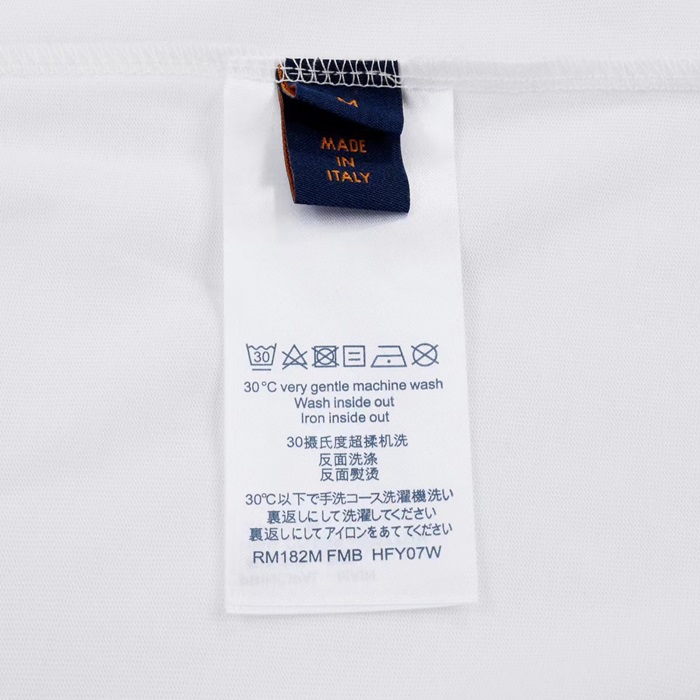 MADE
IN
ITALY
30
30°C very gentle machine wash
Wash inside out
Iron inside out
30摄氏度超揉机洗
反面洗涤
反面熨烫
30℃以下で手洗コース洗濯機洗い
裏返しにして洗濯してください
裏返しにしてアイロンをあててください
RM182M FMB HFY07W